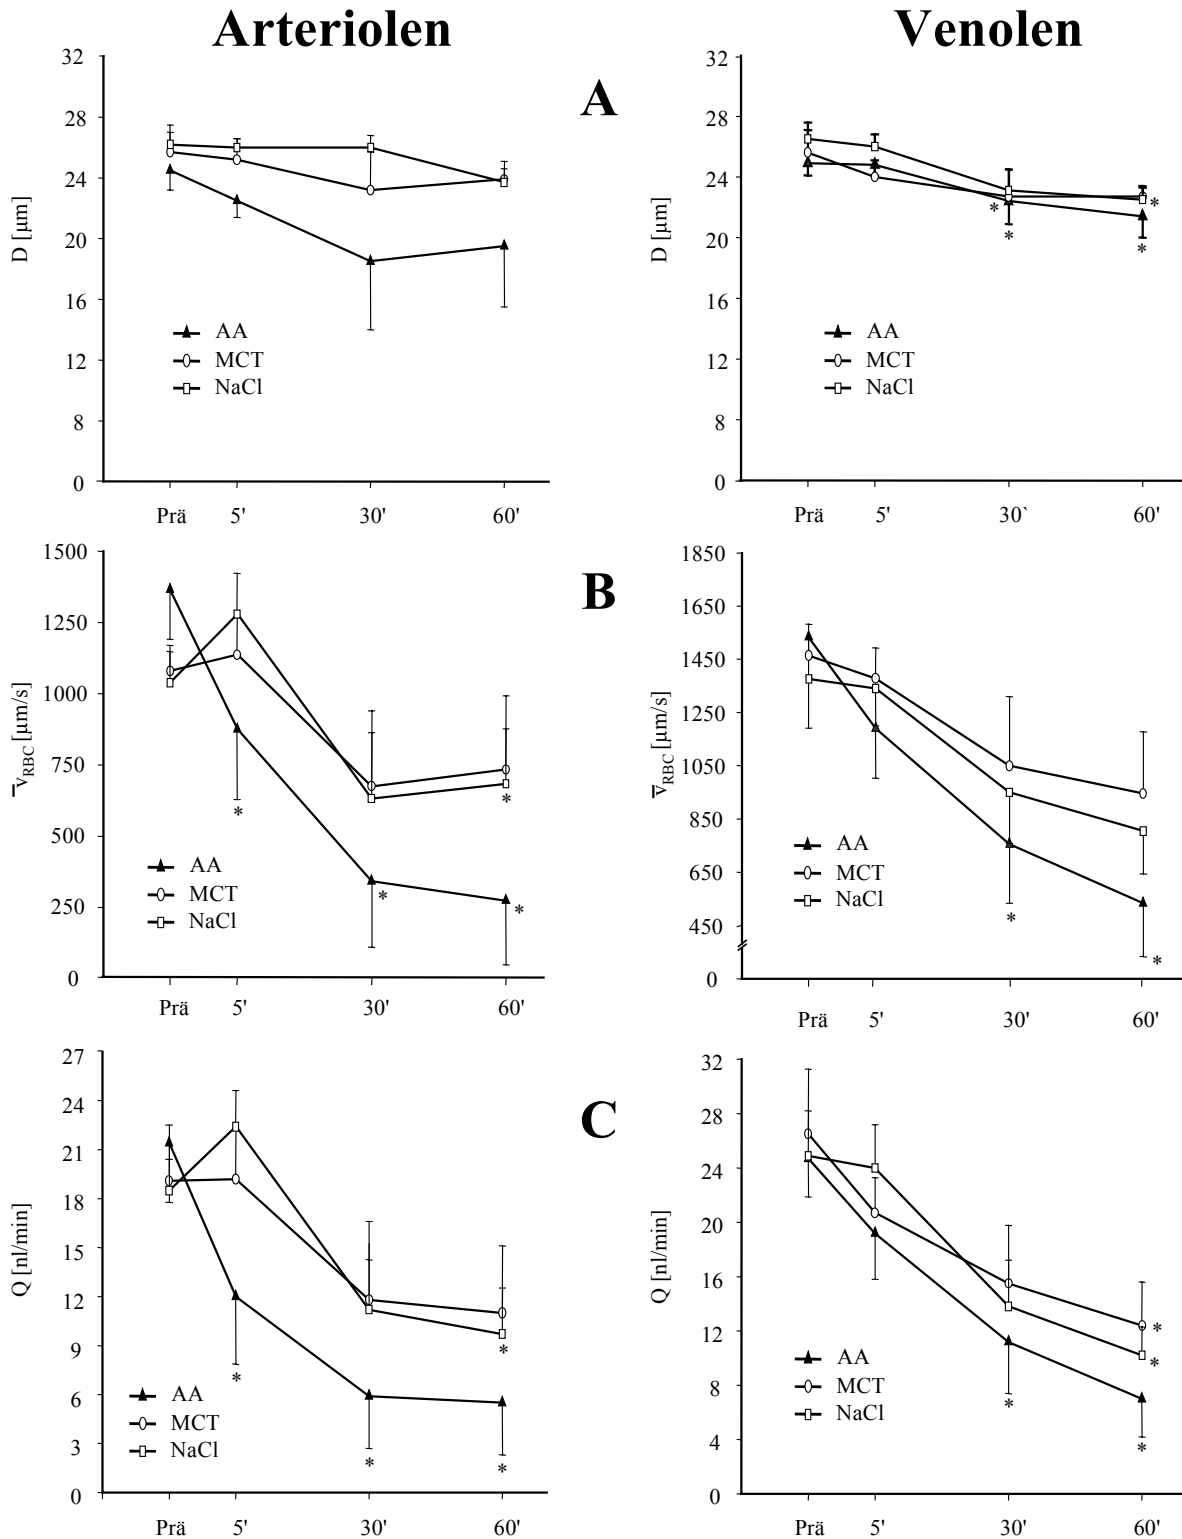 Arteriolen
Venolen
A
D [µm]
32
28
24
20
16
12
8
0
AA
MCT
NaCl
*
Prä 5' 30' 60'
D [µm]
32
28
24
20
16
12
8
0
* *
* *
AA
MCT
NaCl
Prä 5' 30` 60'
B
v̅RBC [µm/s]
1500
1250
1000
750
500
250
0
* *
* *
AA
MCT
NaCl
Prä 5' 30' 60'
v̅RBC [µm/s]
1850
1650
1450
1250
1050
850
650
450
0
AA
MCT
NaCl
* *
Prä 5' 30' 60'
C
Q [nl/min]
27
24
21
18
15
12
9
6
3
0
*
* * *
AA
MCT
NaCl
Prä 5' 30' 60'
Q [nl/min]
32
28
24
20
16
12
8
4
0
*
*
* *
AA
MCT
NaCl
Prä 5' 30' 60'